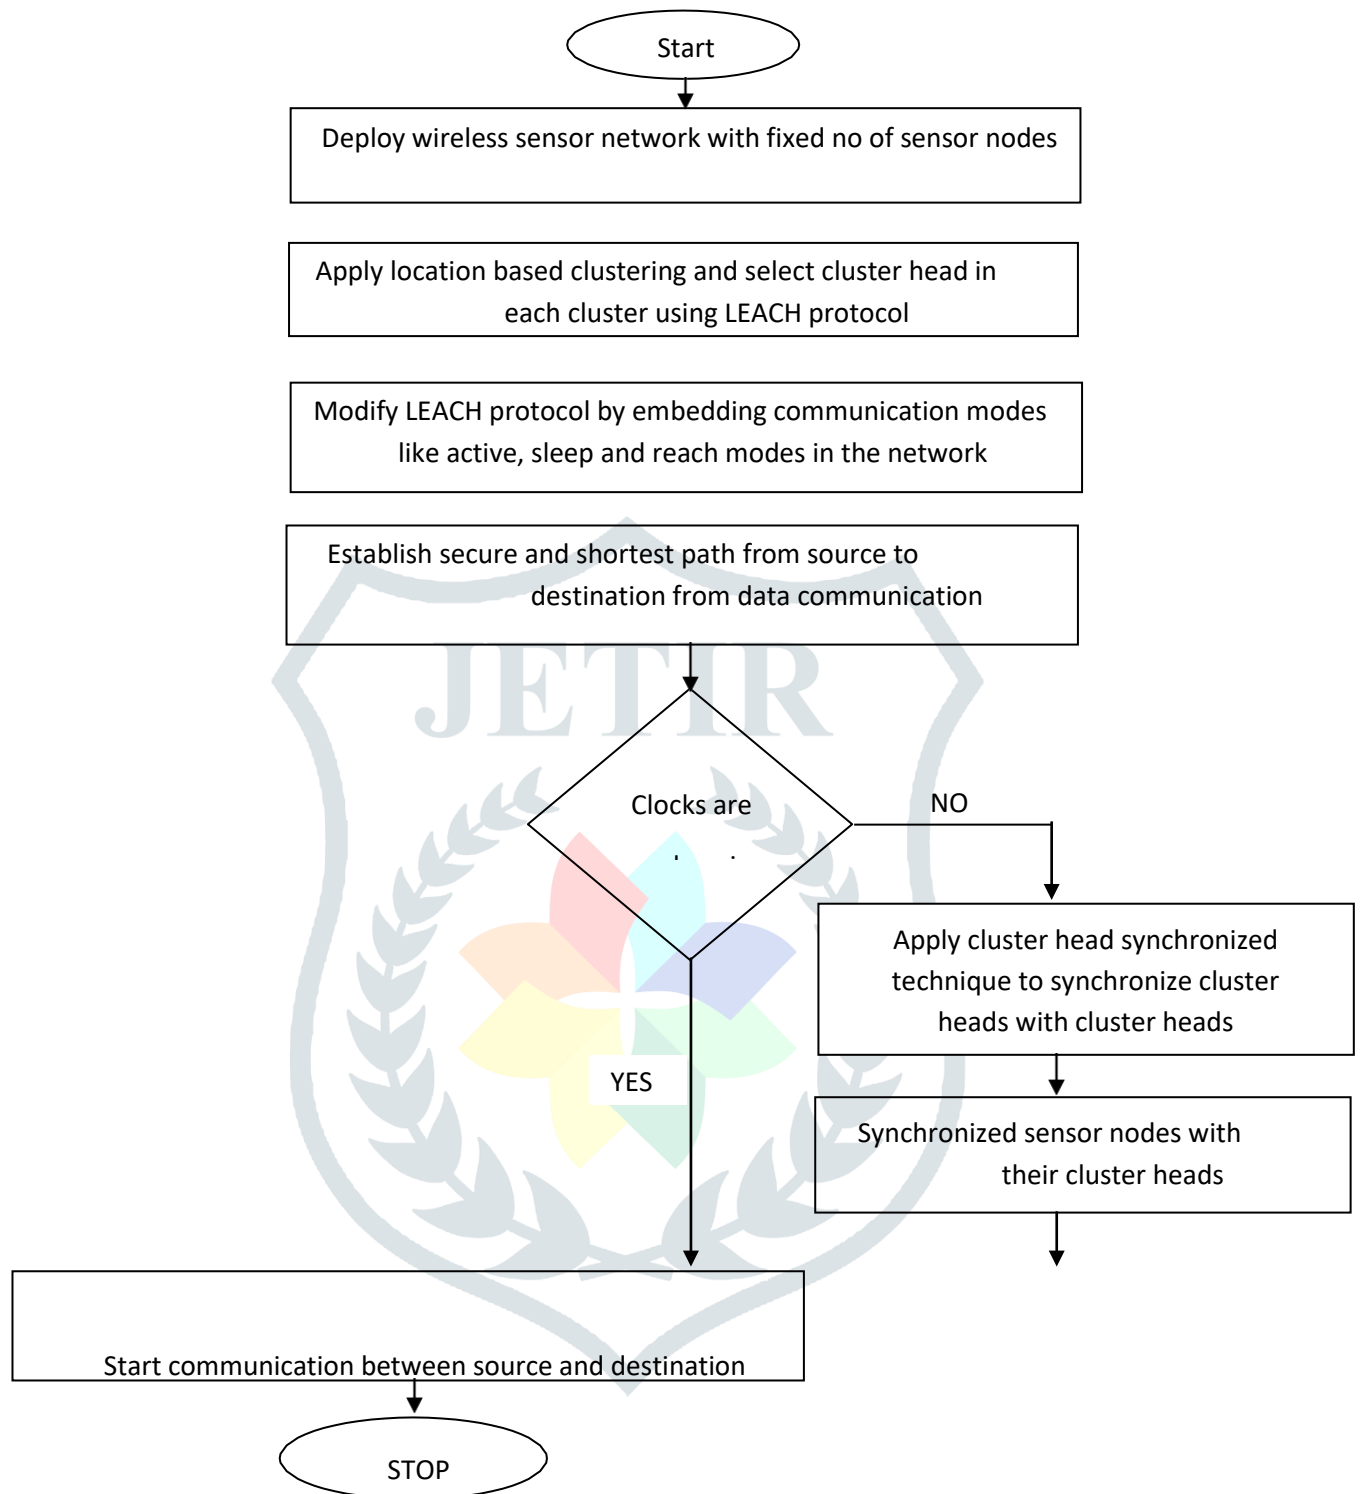 Start
Deploy wireless sensor network with fixed no of sensor nodes
Apply location based clustering and select cluster head in
each cluster using LEACH protocol
Modify LEACH protocol by embedding communication modes
like active, sleep and reach modes in the network
Establish secure and shortest path from source to
destination from data communication
JETIR
Clocks are
NO
Apply cluster head synchronized
technique to synchronize cluster
heads with cluster heads
YES
Synchronized sensor nodes with
their cluster heads
Start communication between source and destination
STOP